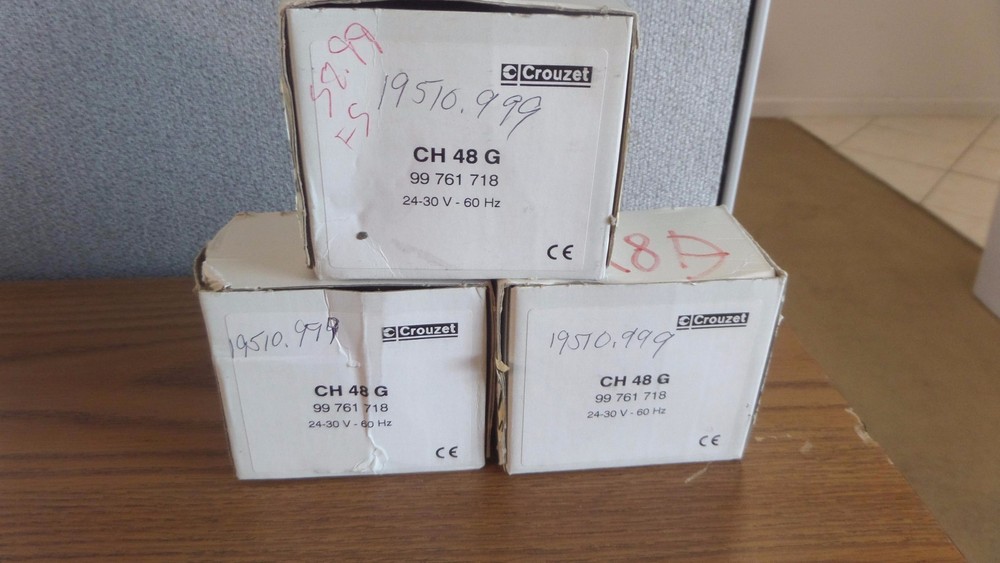 58.99
FS
19510.999
Crouzet
CH 48 G
99 761 718
24-30 V - 60 Hz
CE
19510.999
Crouzet
CH 48 G
99 761 718
24-30 V - 60 Hz
CE
19510.999
Crouzet
CH 48 G
99 761 718
24-30 V - 60 Hz
CE